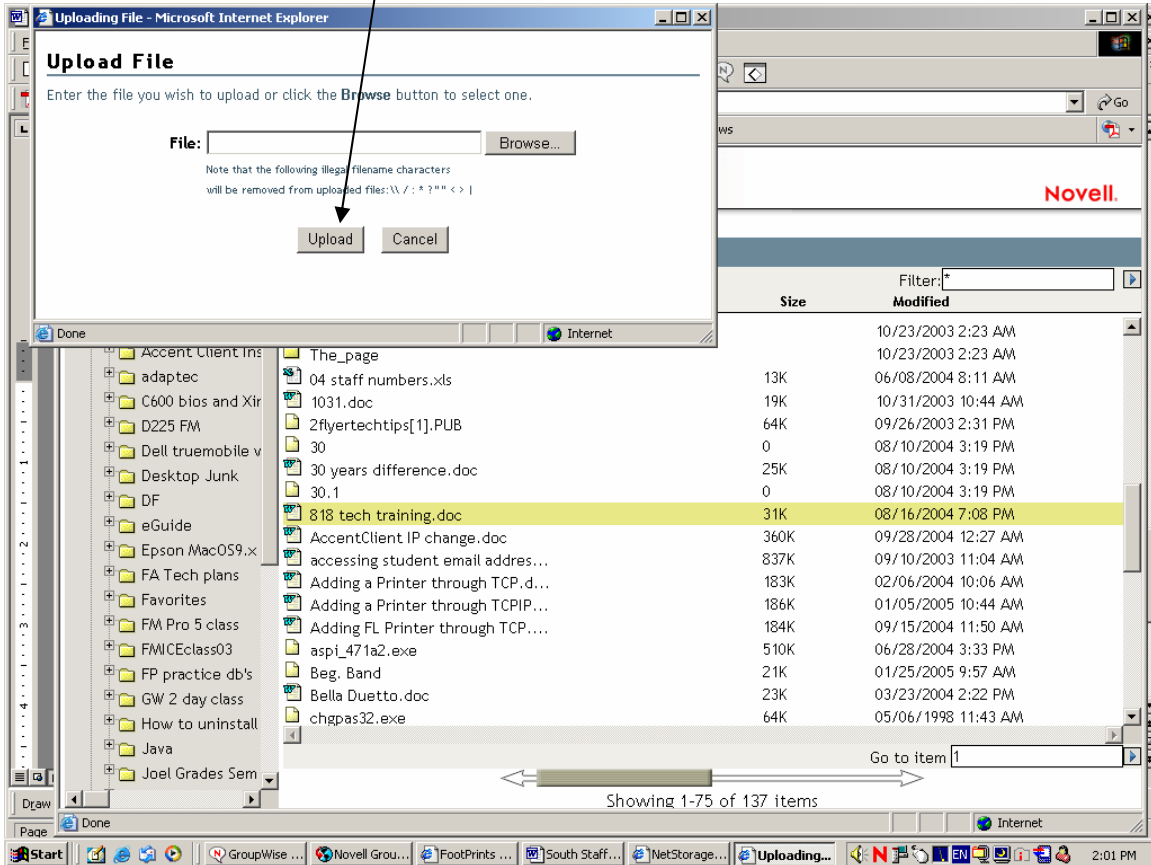 Uploading File - Microsoft Internet Explorer
Upload File
Enter the file you wish to upload or click the Browse button to select one.
File:
Browse...
Note that the following illegal filename characters
will be removed from uploaded files:\\ / : * ?"" < > |
Upload
Cancel
Done
Internet
Go
Novell.
Filter:*
Size
Modified
10/23/2003 2:23 AM
The_page 10/23/2003 2:23 AM
04 staff numbers.xls 13K 06/08/2004 8:11 AM
1031.doc 19K 10/31/2003 10:44 AM
2flyertechtips[1].PUB 64K 09/26/2003 2:31 PM
30 0 08/10/2004 3:19 PM
30 years difference.doc 25K 08/10/2004 3:19 PM
30.1 0 08/10/2004 3:19 PM
818 tech training.doc 31K 08/16/2004 7:08 PM
AccentClient IP change.doc 360K 09/28/2004 12:27 AM
accessing student email addres... 837K 09/10/2003 11:04 AM
Adding a Printer through TCP.d... 183K 02/06/2004 10:06 AM
Adding a Printer through TCPIP... 186K 01/05/2005 10:44 AM
Adding FL Printer through TCP.... 184K 09/15/2004 11:50 AM
aspi_471a2.exe 510K 06/28/2004 3:33 PM
Beg. Band 21K 01/25/2005 9:57 AM
Bella Duetto.doc 23K 03/23/2004 2:22 PM
chgpas32.exe 64K 05/06/1998 11:43 AM
Accent Client Ins
adaptec
C600 bios and Xir
D225 FM
Dell truemobile v
Desktop Junk
DF
eGuide
Epson MacOS9.x
FA Tech plans
Favorites
FM Pro 5 class
FMICEclass03
FP practice db's
GW 2 day class
How to uninstall
Java
Joel Grades Sem
Go to item 1
Showing 1-75 of 137 items
Draw
Page
Done
Internet
Start
GroupWise ...
Novell Grou...
FootPrints ...
South Staff...
NetStorage...
Uploading...
EN
2:01 PM